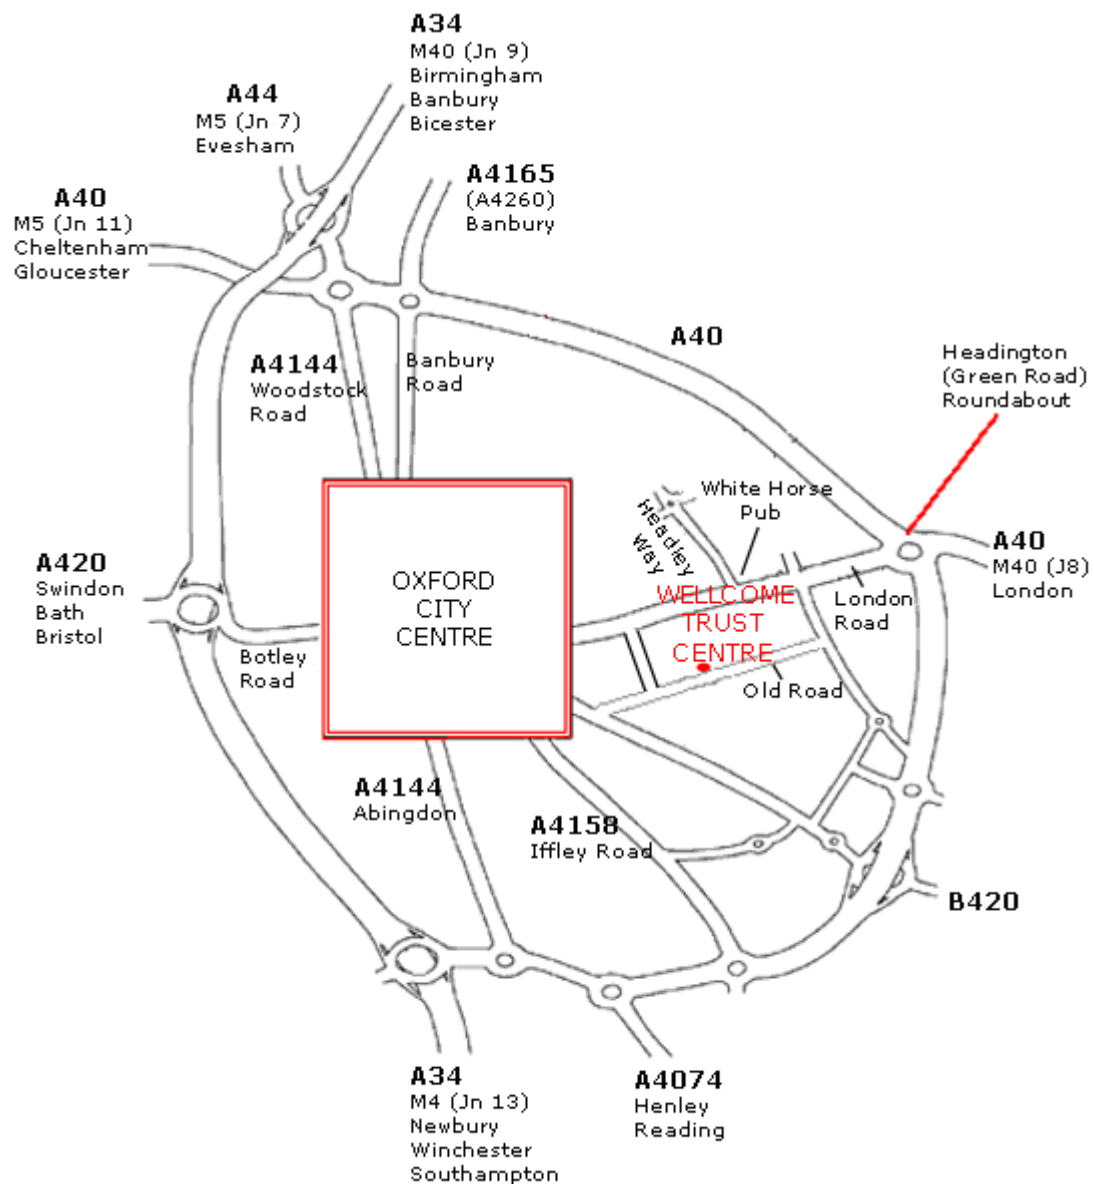 A34
M40 (Jn 9)
Birmingham
Banbury
Bicester
A44
M5 (Jn 7)
Evesham
A4165
(A4260)
Banbury
A40
M5 (Jn 11)
Cheltenham
Gloucester
A40
A4144
Woodstock
Road
Banbury
Road
Headington
(Green Road)
Roundabout
White Horse
Pub
Headley
Way
A420
Swindon
Bath
Bristol
OXFORD
CITY
CENTRE
WELLCOME
TRUST
CENTRE
London
Road
A40
M40 (J8)
London
Botley
Road
Old Road
A4144
Abingdon
A4158
Iffley Road
B420
A34
M4 (Jn 13)
Newbury
Winchester
Southampton
A4074
Henley
Reading